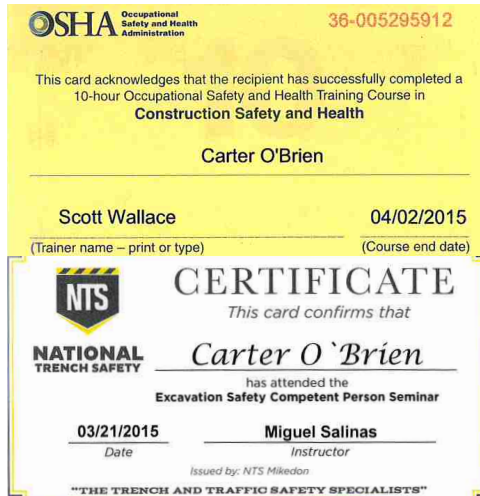 OSHA
Occupational
Safety and Health
Administration
36-005295912
This card acknowledges that the recipient has successfully completed a
10-hour Occupational Safety and Health Training Course in
Construction Safety and Health
Carter O'Brien
Scott Wallace 04/02/2015
(Trainer name – print or type) (Course end date)
NTS
NATIONAL
TRENCH SAFETY
CERTIFICATE
This card confirms that
Carter O`Brien
has attended the
Excavation Safety Competent Person Seminar
03/21/2015 Miguel Salinas
Date Instructor
Issued by: NTS Mikedon
"THE TRENCH AND TRAFFIC SAFETY SPECIALISTS"